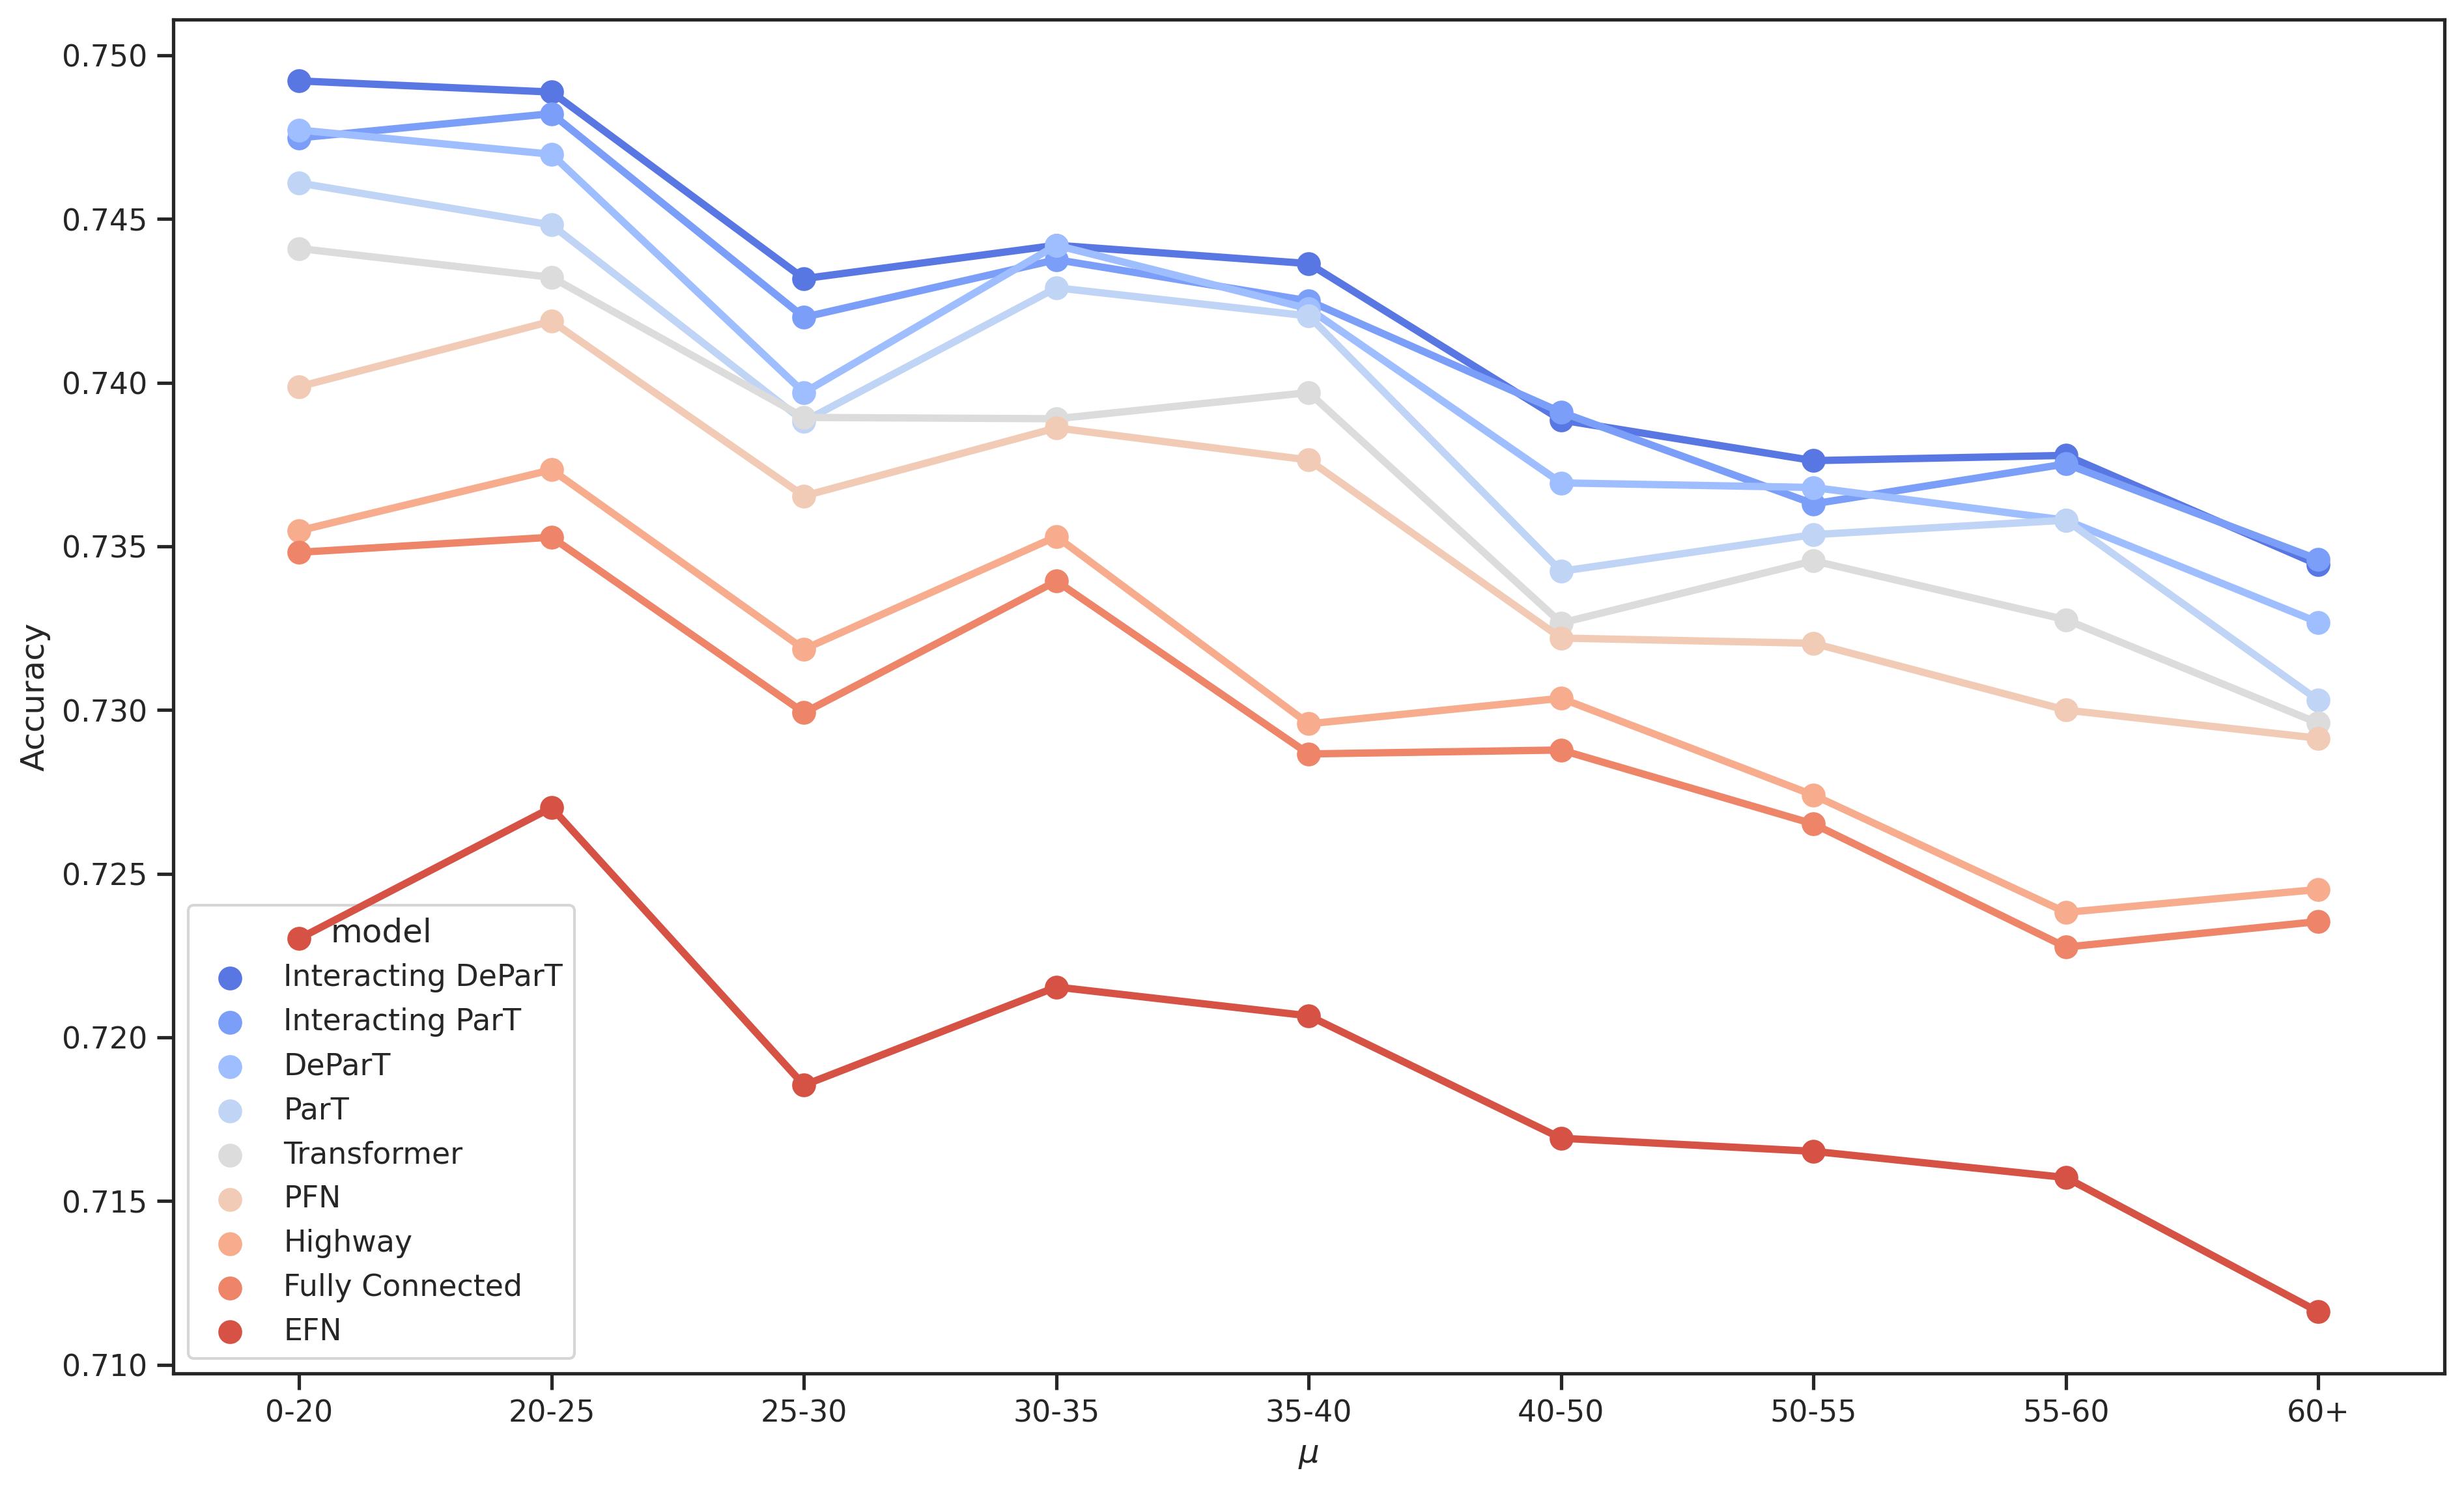 0.750
0.745
0.740
0.735
0.730
0.725
0.720
0.715
0.710
Accuracy
model
Interacting DeParT
Interacting ParT
DeParT
ParT
Transformer
PFN
Highway
Fully Connected
EFN
0-20 20-25 25-30 30-35 35-40 40-50 50-55 55-60 60+
μ